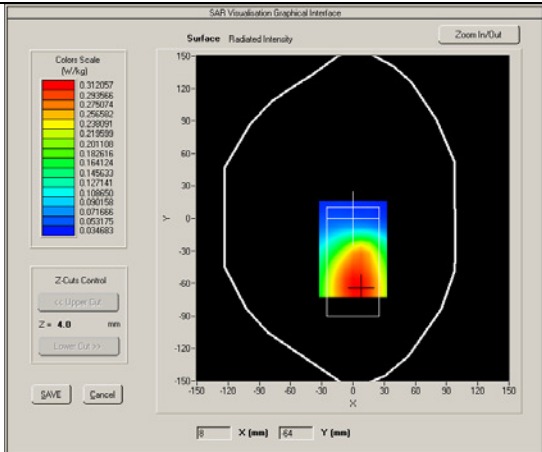 SAR Visualisation Graphical Interface
Surface Radiated Intensity
Zoom In/Out
Colors Scale
(W/kg)
0.312057
0.293566
0.275074
0.256582
0.238091
0.219599
0.201108
0.182616
0.164124
0.145633
0.127141
0.108650
0.090158
0.071666
0.053175
0.034683
Z-Cuts Control
<< Upper Cut
Z = 4.0 mm
Lower Cut >>
SAVE Cancel
150
120
90
60
30
0
-30
-60
-90
-120
-150
Y
-150 -120 -90 -60 -30 0 30 60 90 120 150
X
8 X (mm) -64 Y (mm)